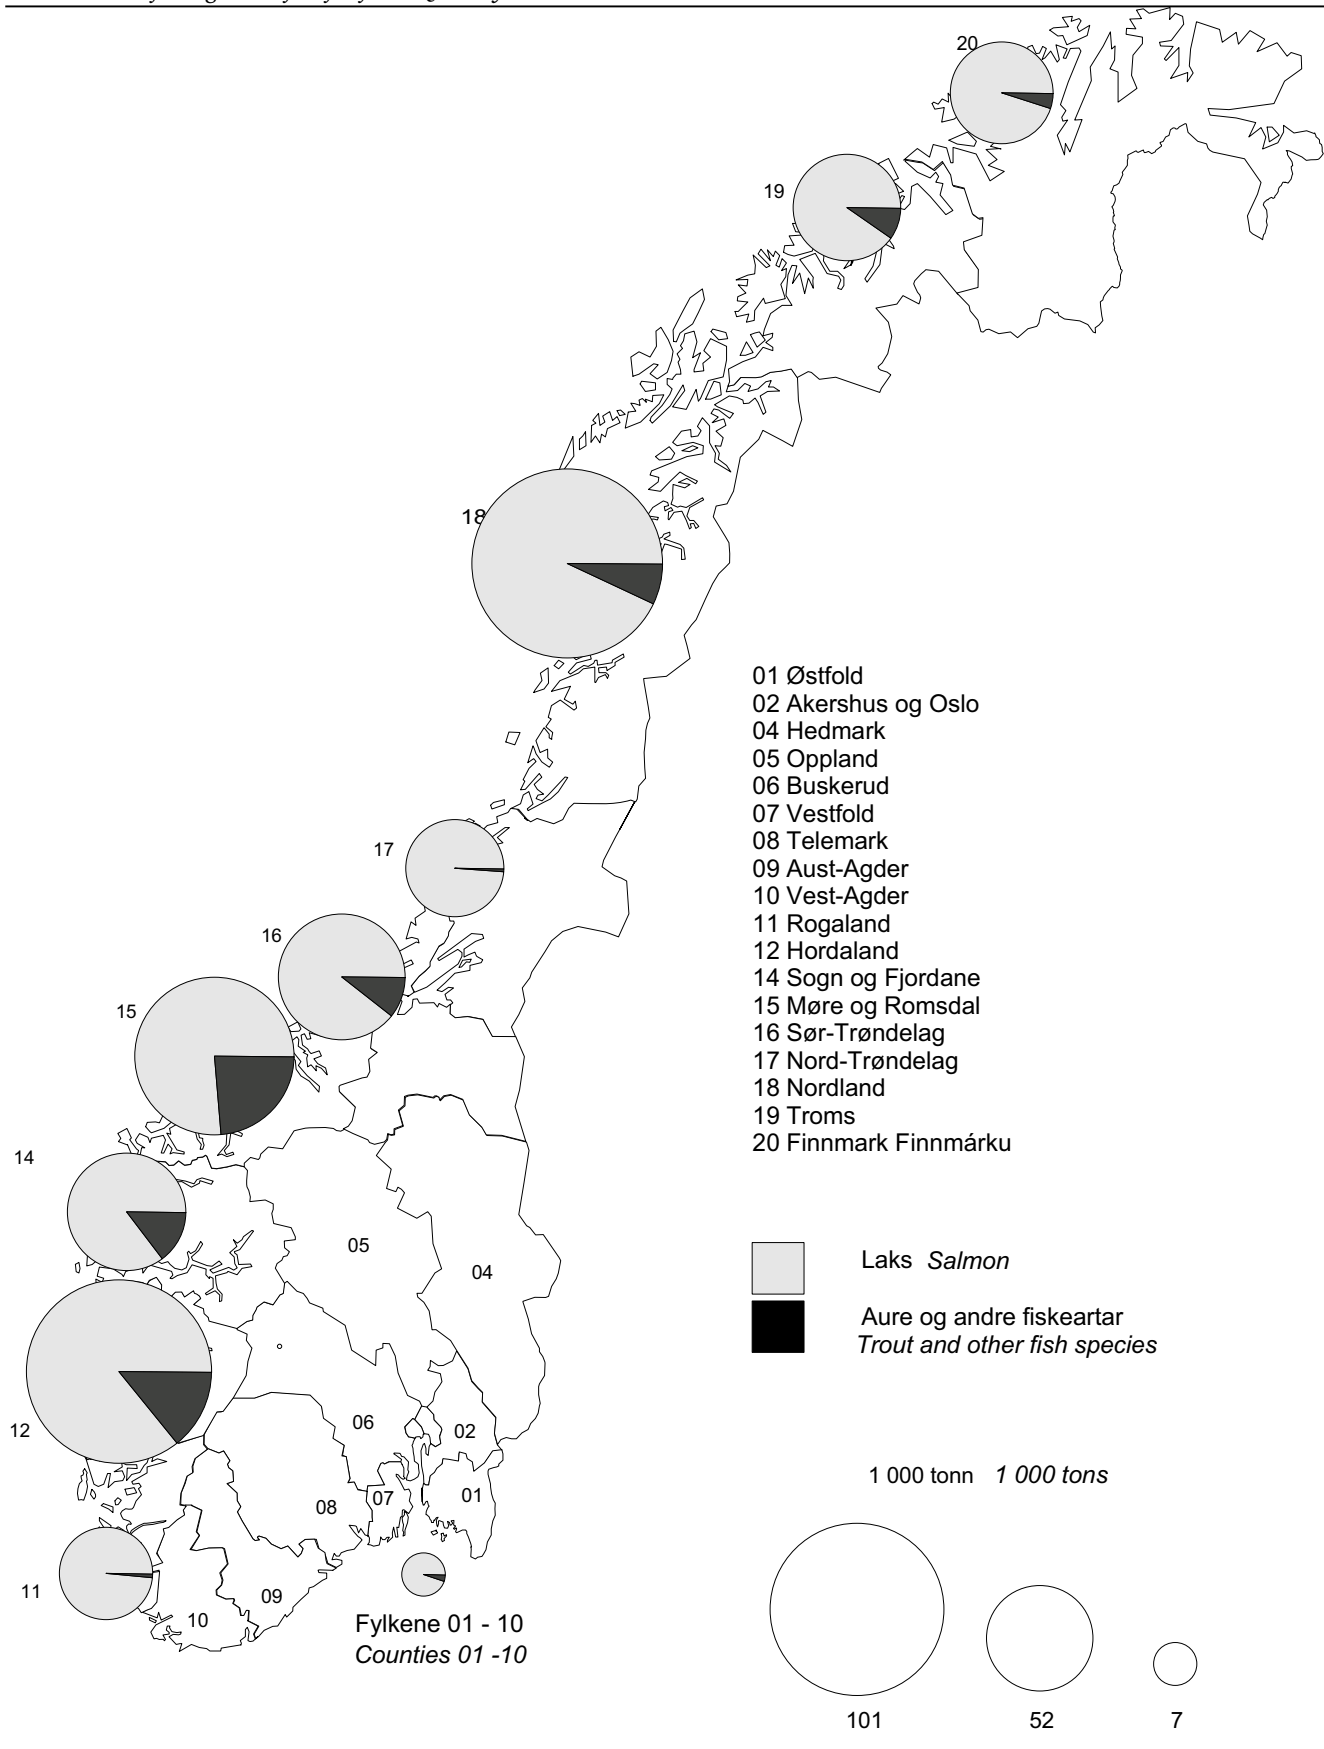 20
19
18
17
16
15
14
12
11
05
04
06
02
07
01
08
09
10
01 Østfold
02 Akershus og Oslo
04 Hedmark
05 Oppland
06 Buskerud
07 Vestfold
08 Telemark
09 Aust-Agder
10 Vest-Agder
11 Rogaland
12 Hordaland
14 Sogn og Fjordane
15 Møre og Romsdal
16 Sør-Trøndelag
17 Nord-Trøndelag
18 Nordland
19 Troms
20 Finnmark Finnmárku
Laks Salmon
Aure og andre fiskeartar
Trout and other fish species
Fylkene 01 - 10
Counties 01 -10
1 000 tonn 1 000 tons
101 52 7